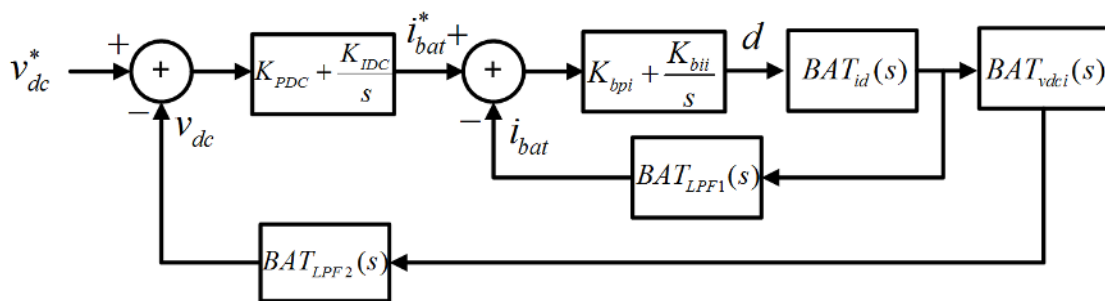 v*dc
+
+
−
vdc
KPDC + KIDC/s
i*bat
+
+
−
ibat
Kbpi + Kbii/s
d
BATid(s)
BATvdci(s)
BATLPF1(s)
BATLPF2(s)